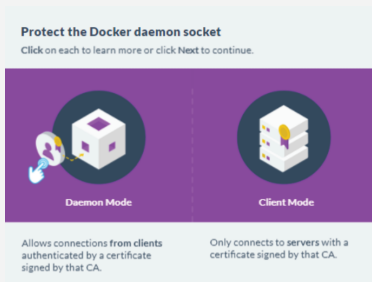 Protect the Docker daemon socket
Click on each to learn more or click Next to continue.
Daemon Mode
Client Mode
Allows connections from clients
authenticated by a certificate
signed by that CA.
Only connects to servers with a
certificate signed by that CA.